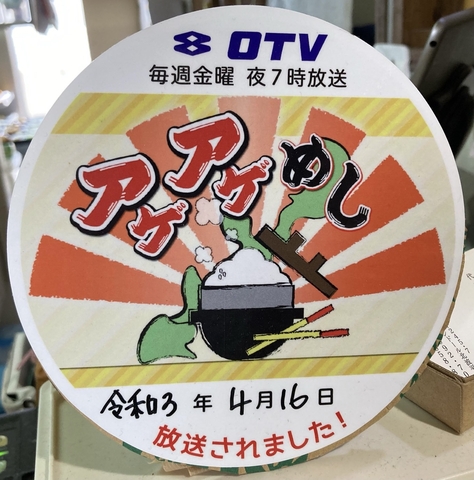 OTV
毎週金曜 夜7時放送
アゲアゲめし
令和3年4月16日
放送されました!